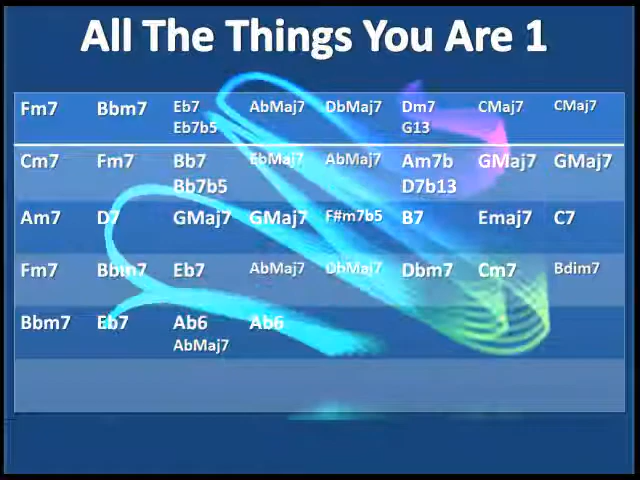 All The Things You Are 1
Fm7 Bbm7 Eb7 AbMaj7 DbMaj7 Dm7 CMaj7 CMaj7
Eb7b5 G13
Cm7 Fm7 Bb7 EbMaj7 AbMaj7 Am7b GMaj7 GMaj7
Bb7b5 D7b13
Am7 D7 GMaj7 GMaj7 F#m7b5 B7 Emaj7 C7
Fm7 Bbm7 Eb7 AbMaj7 DbMaj7 Dbm7 Cm7 Bdim7
Bbm7 Eb7 Ab6 Ab6
AbMaj7